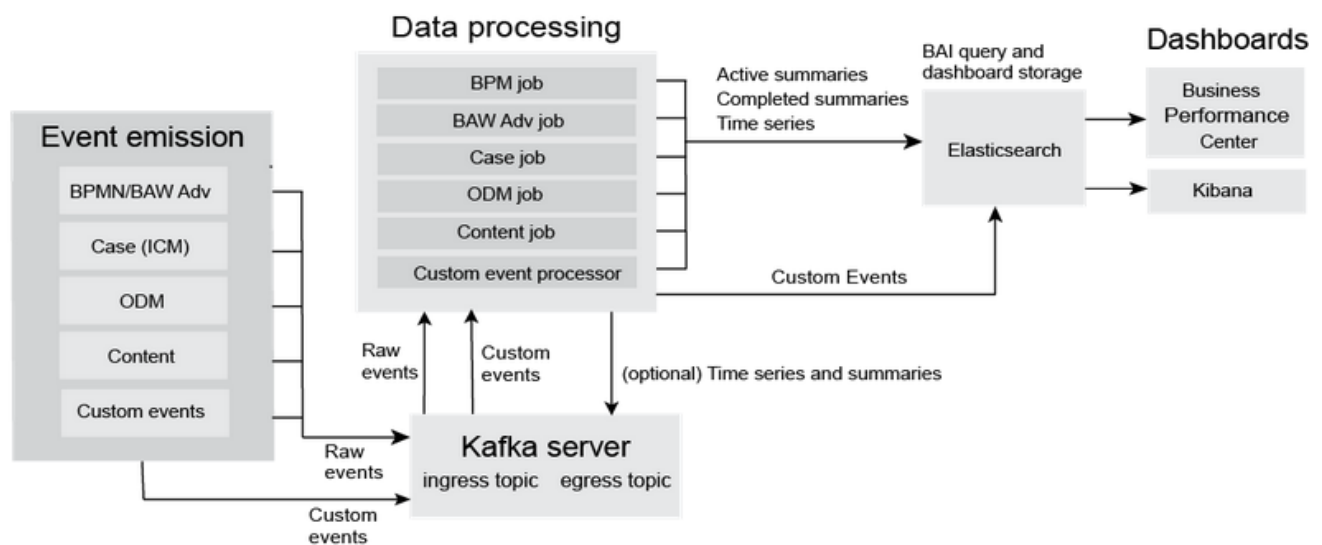 Data processing
BPM job
BAW Adv job
Case job
ODM job
Content job
Custom event processor
Event emission
BPMN/BAW Adv
Case (ICM)
ODM
Content
Custom events
Active summaries
Completed summaries
Time series
BAI query and
dashboard storage
Elasticsearch
Dashboards
Business
Performance
Center
Kibana
Custom Events
Raw
events
Custom
events
(optional) Time series and summaries
Kafka server
ingress topic egress topic
Raw
events
Custom
events